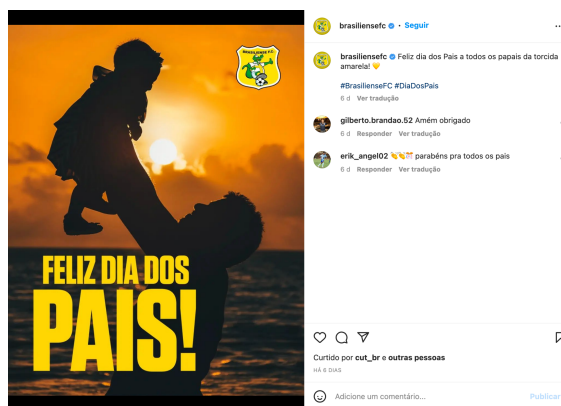 BRASILIENSE F.C.
FELIZ DIA DOS
PAIS!
brasiliensefc • Seguir
brasiliensefc Feliz dia dos Pais a todos os papais da torcida
amarela! 💛
#BrasilienseFC #DiaDosPais
6 d Ver tradução
gilberto.brandao.52 Amém obrigado
6 d Responder Ver tradução
erik_angel02 👏👏🎊 parabéns pra todos os pais
6 d Responder Ver tradução
Curtido por cut_br e outras pessoas
HÁ 6 DIAS
Adicione um comentário...
Publicar